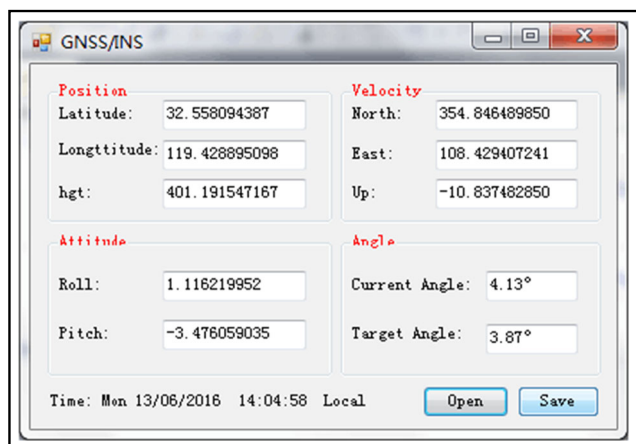 GNSS/INS
Position
Latitude: 32.558094387
Longttitude: 119.428895098
hgt: 401.191547167
Velocity
North: 354.846489850
East: 108.429407241
Up: -10.837482850
Attitude
Roll: 1.116219952
Pitch: -3.476059035
Angle
Current Angle: 4.13°
Target Angle: 3.87°
Time: Mon 13/06/2016 14:04:58 Local
Open Save